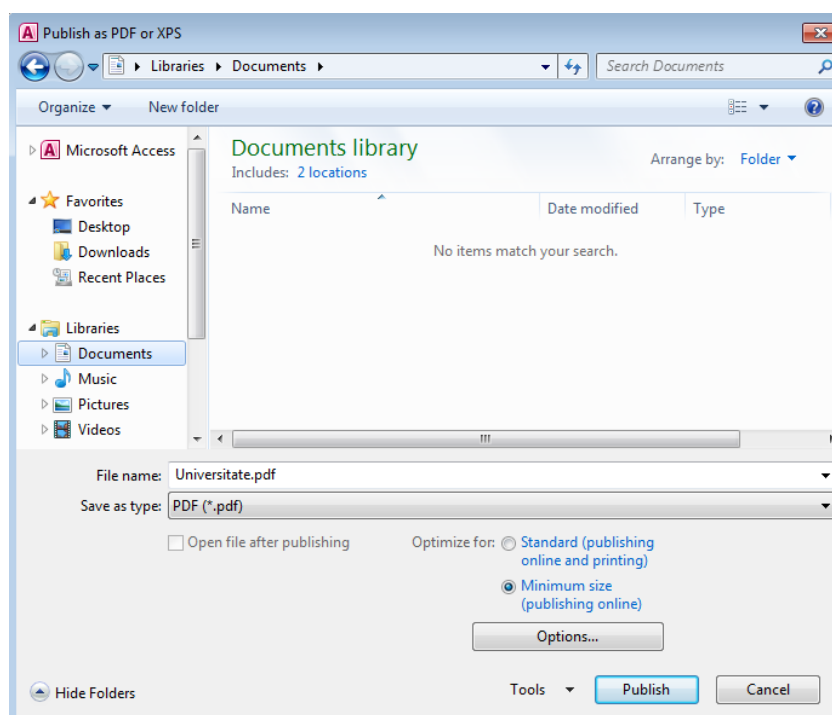 Publish as PDF or XPS
Libraries Documents
Search Documents
Organize New folder
Microsoft Access
Favorites
Desktop
Downloads
Recent Places
Libraries
Documents
Music
Pictures
Videos
Documents library
Includes: 2 locations
Arrange by: Folder
Name Date modified Type
No items match your search.
File name: Universitate.pdf
Save as type: PDF (*.pdf)
Open file after publishing
Optimize for: Standard (publishing
online and printing)
Minimum size
(publishing online)
Options...
Hide Folders
Tools Publish Cancel